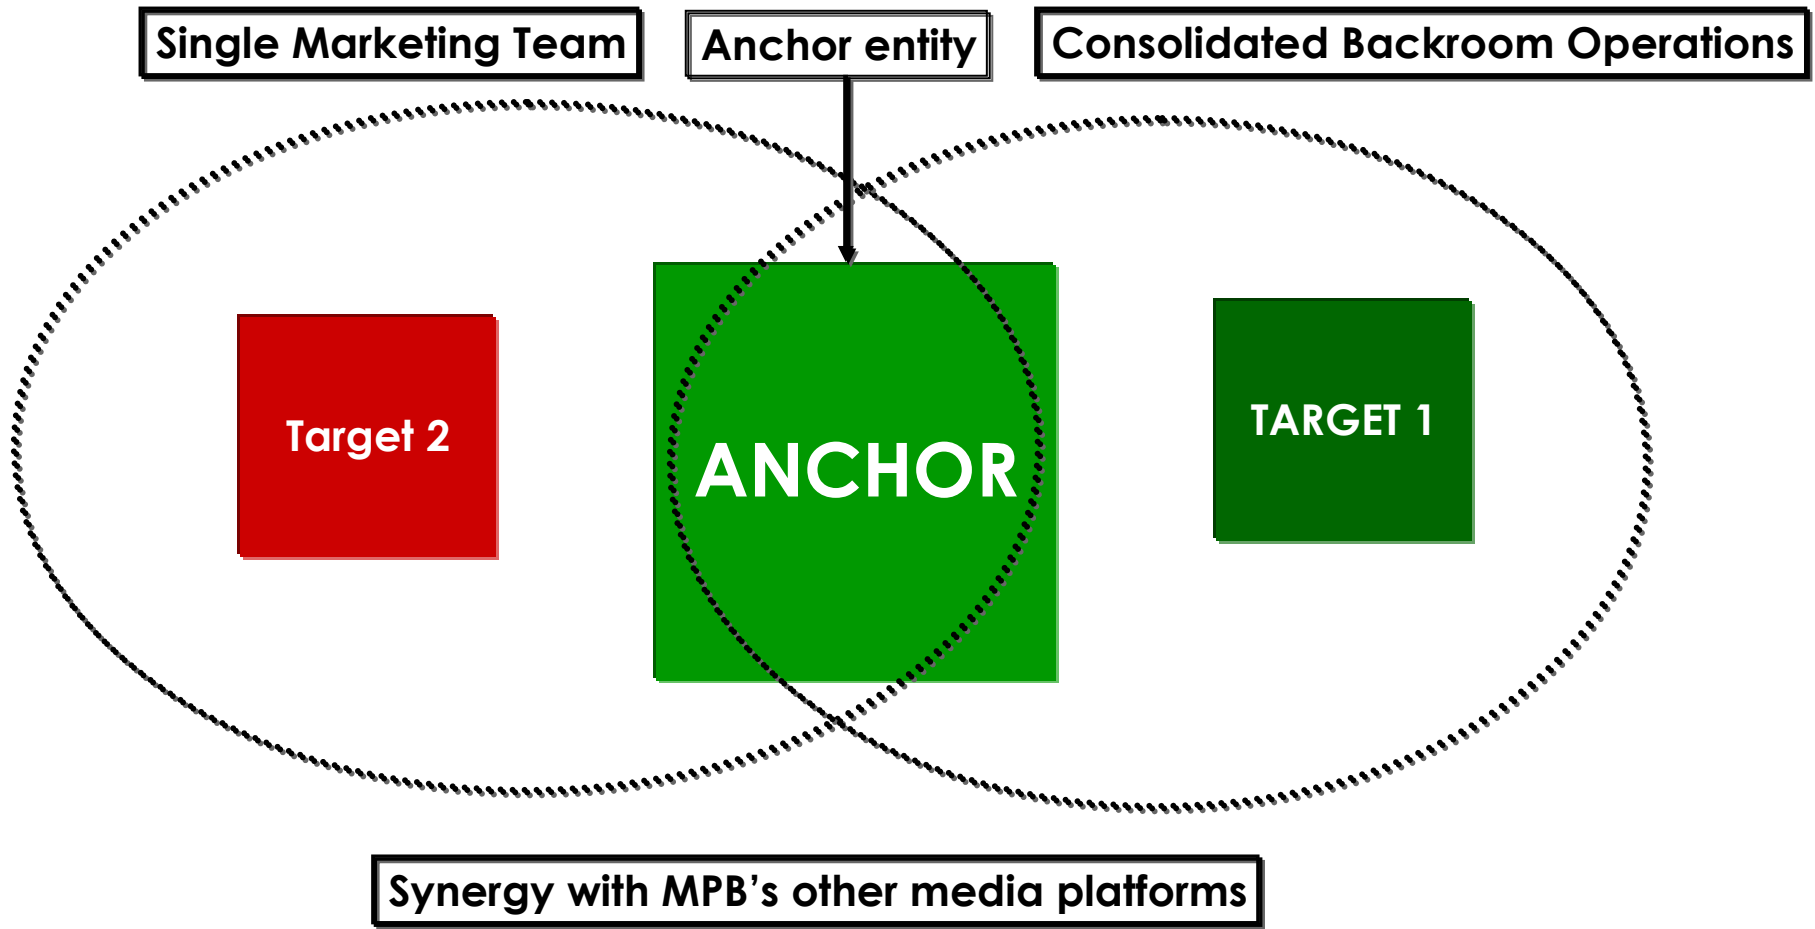 Single Marketing Team
Anchor entity
Consolidated Backroom Operations
Target 2
ANCHOR
TARGET 1
Synergy with MPB’s other media platforms